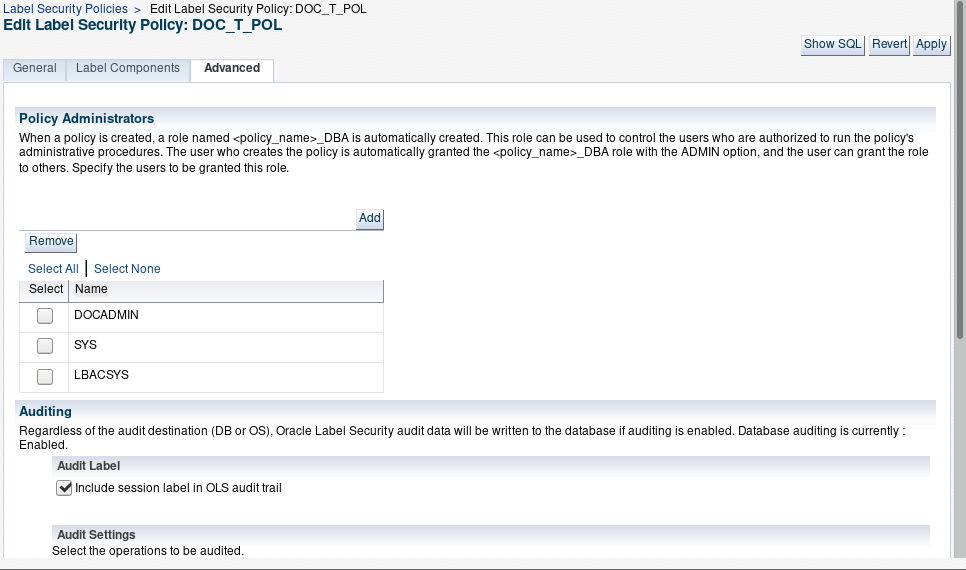 Label Security Policies > Edit Label Security Policy: DOC_T_POL
Edit Label Security Policy: DOC_T_POL
Show SQL Revert Apply
General Label Components Advanced
Policy Administrators
When a policy is created, a role named <policy_name>_DBA is automatically created. This role can be used to control the users who are authorized to run the policy's
administrative procedures. The user who creates the policy is automatically granted the <policy_name>_DBA role with the ADMIN option, and the user can grant the role
to others. Specify the users to be granted this role.
Add
Remove
Select All | Select None
Select Name
DOCADMIN
SYS
LBACSYS
Auditing
Regardless of the audit destination (DB or OS), Oracle Label Security audit data will be written to the database if auditing is enabled. Database auditing is currently :
Enabled.
Audit Label
Include session label in OLS audit trail
Audit Settings
Select the operations to be audited.